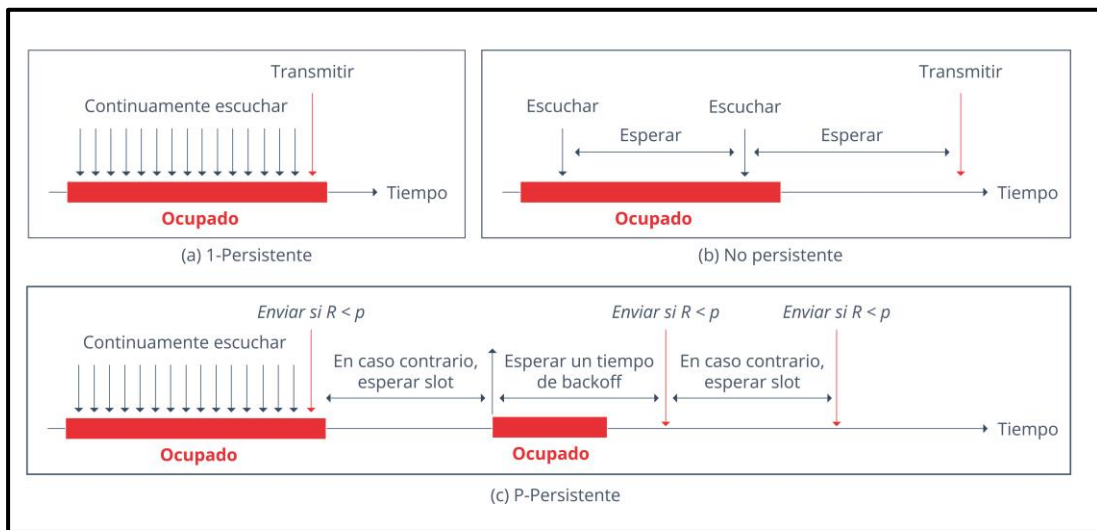 Transmitir
Continuamente escuchar
Tiempo
Ocupado
(a) 1-Persistente
Transmitir
Escuchar
Escuchar
Esperar
Esperar
Tiempo
Ocupado
(b) No persistente
Enviar si R < p
Enviar si R < p
Enviar si R < p
Continuamente escuchar
En caso contrario,
esperar slot
Esperar un tiempo
de backoff
En caso contrario,
esperar slot
Tiempo
Ocupado
Ocupado
(c) P-Persistente